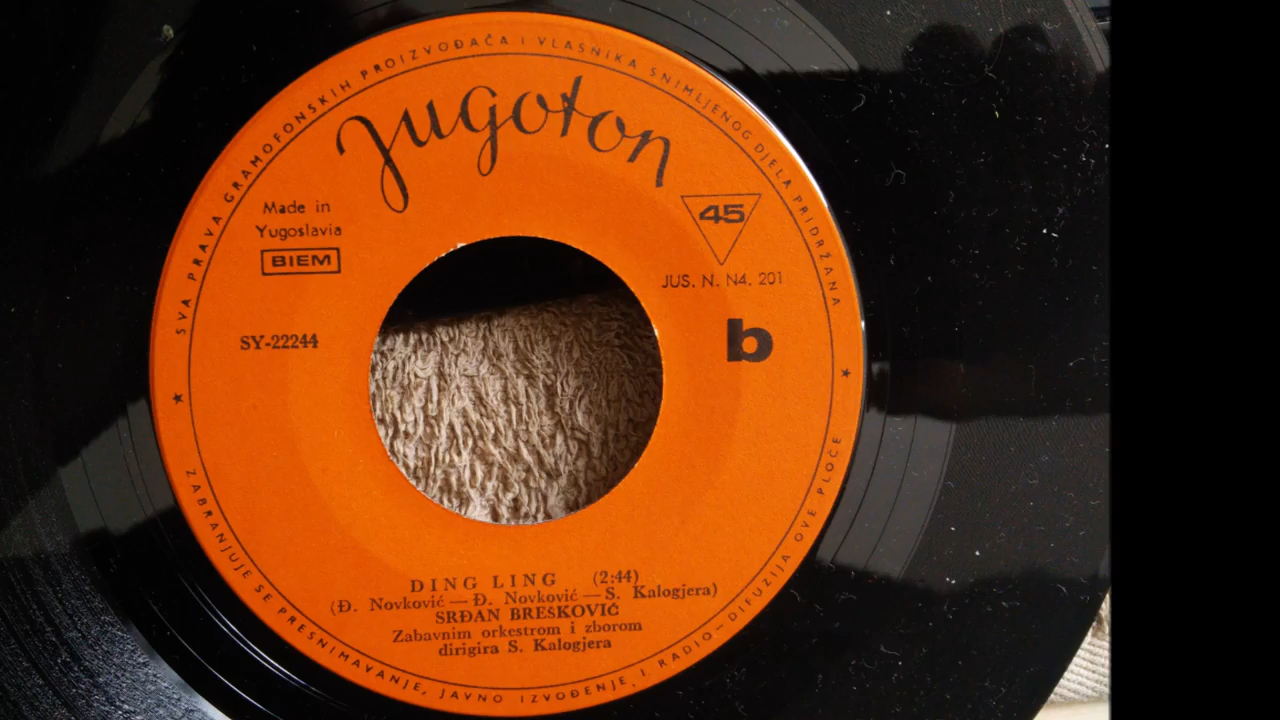 SVA PRAVA GRAMOFONSKIH PROIZVOĐAČA I VLASNIKA SNIMLJENOG DJELA PRIDRŽANA
Jugoton
Made in
Yugoslavia
BIEM
45
JUS. N. N4. 201
SY-22244
b
DING LING (2:44)
(Đ. Novković — Đ. Novković — S. Kalogjera)
SRĐAN BRESKOVIĆ
Zabavnim orkestrom i zborom
dirigira S. Kalogjera
ZABRANJUJE SE PRESNIMAVANJE, JAVNO IZVOĐENJE, I RADIO-DIFUZIJA OVE PLOČE